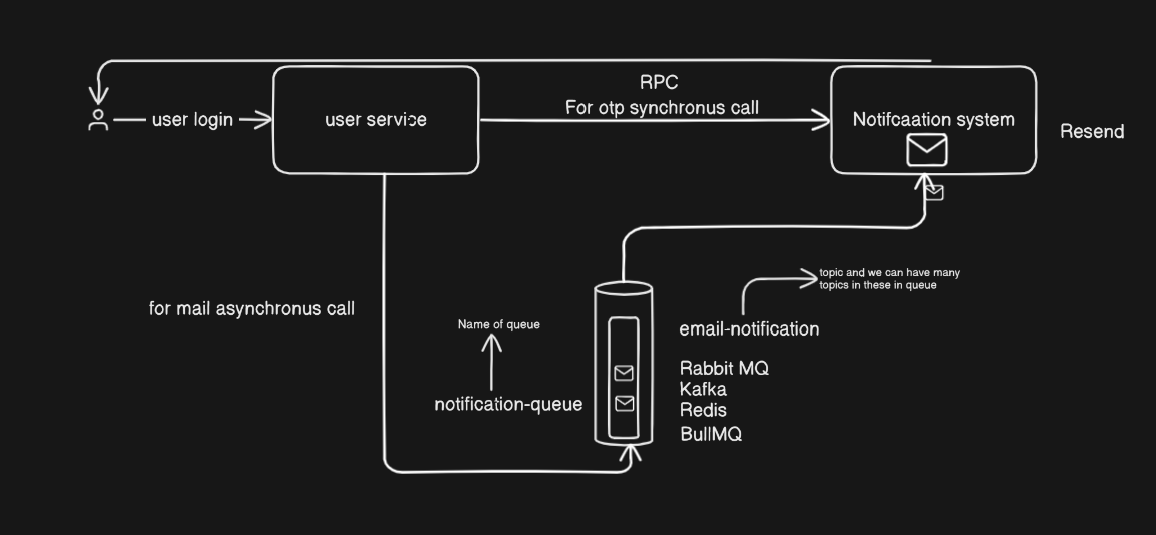 RPC
For otp synchronus call
user login
user service
Notifcaation system
Resend
topic and we can have many
topics in these in queue
for mail asynchronus call
Name of queue
email-notification
notification-queue
Rabbit MQ
Kafka
Redis
BullMQ